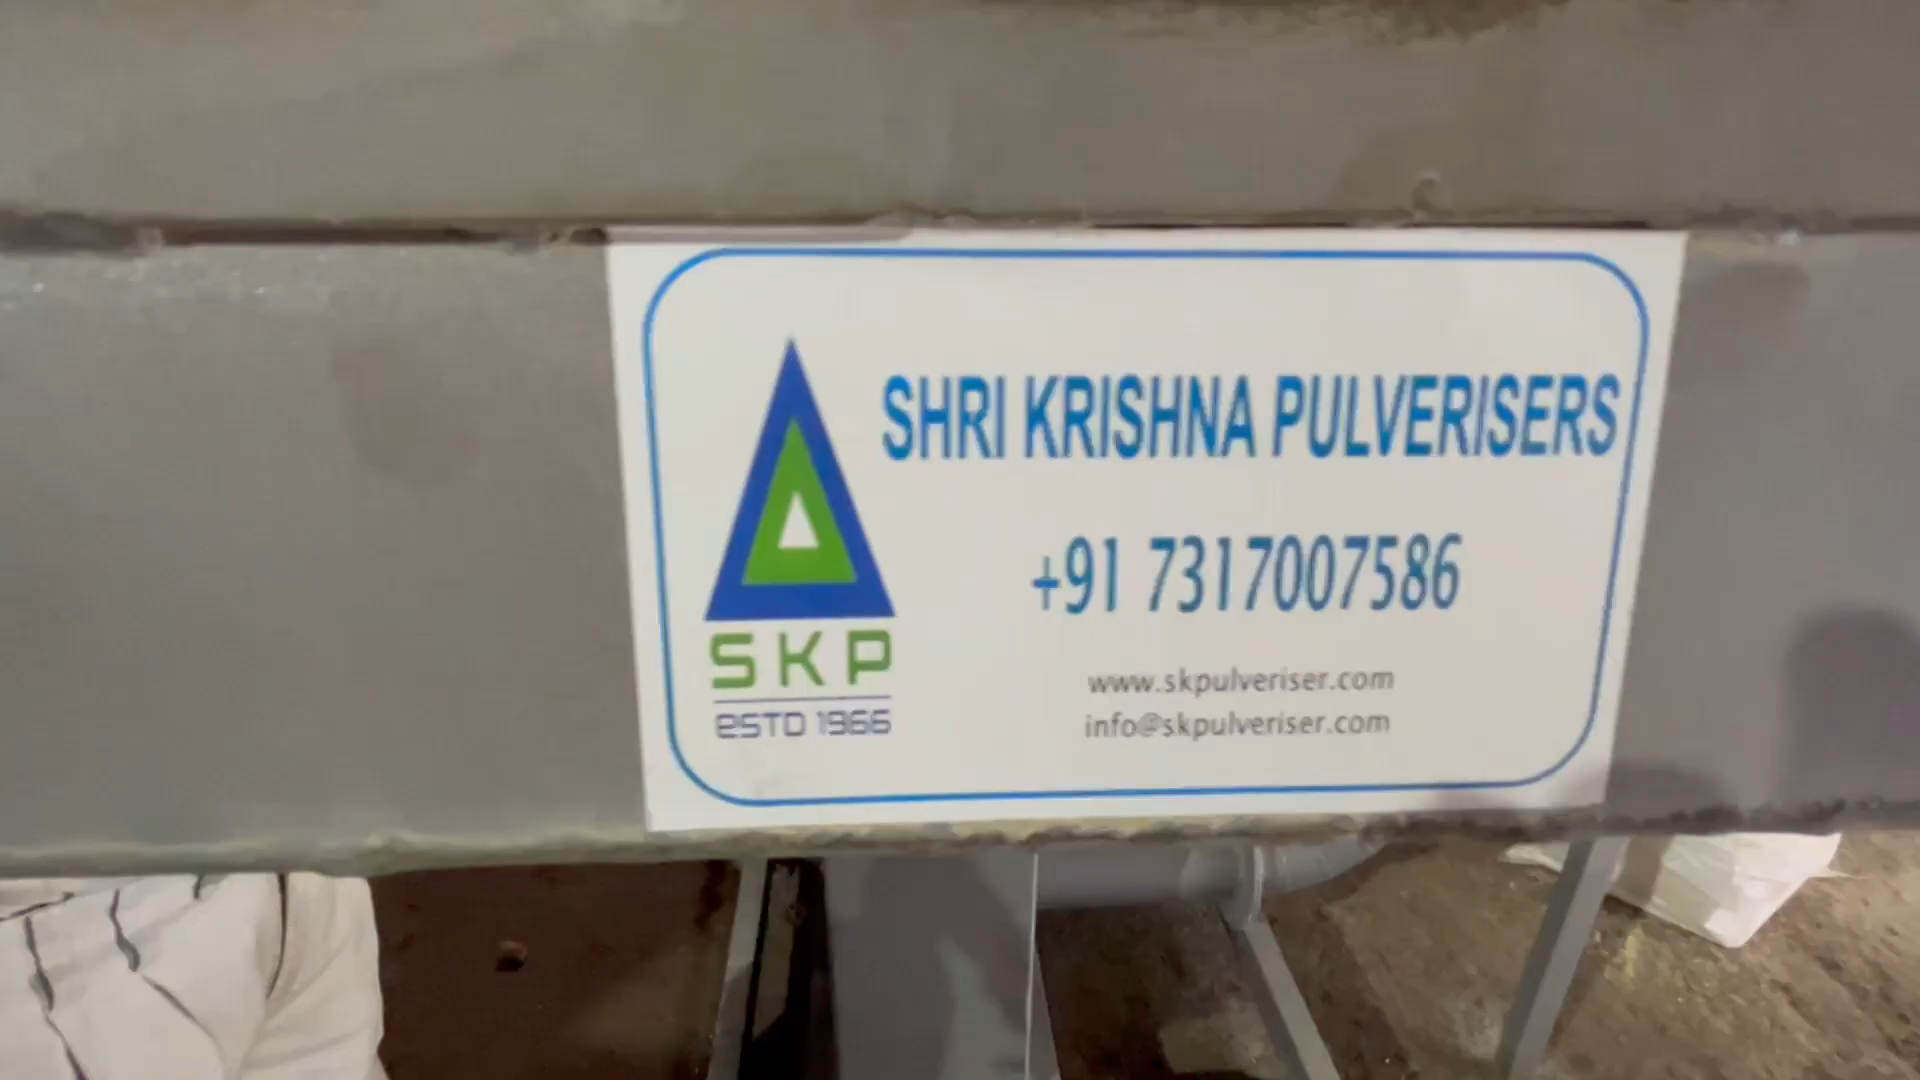 SHRI KRISHNA PULVERISERS
+91 7317007586
www.skpulveriser.com
info@skpulveriser.com
SKP
ESTD 1966